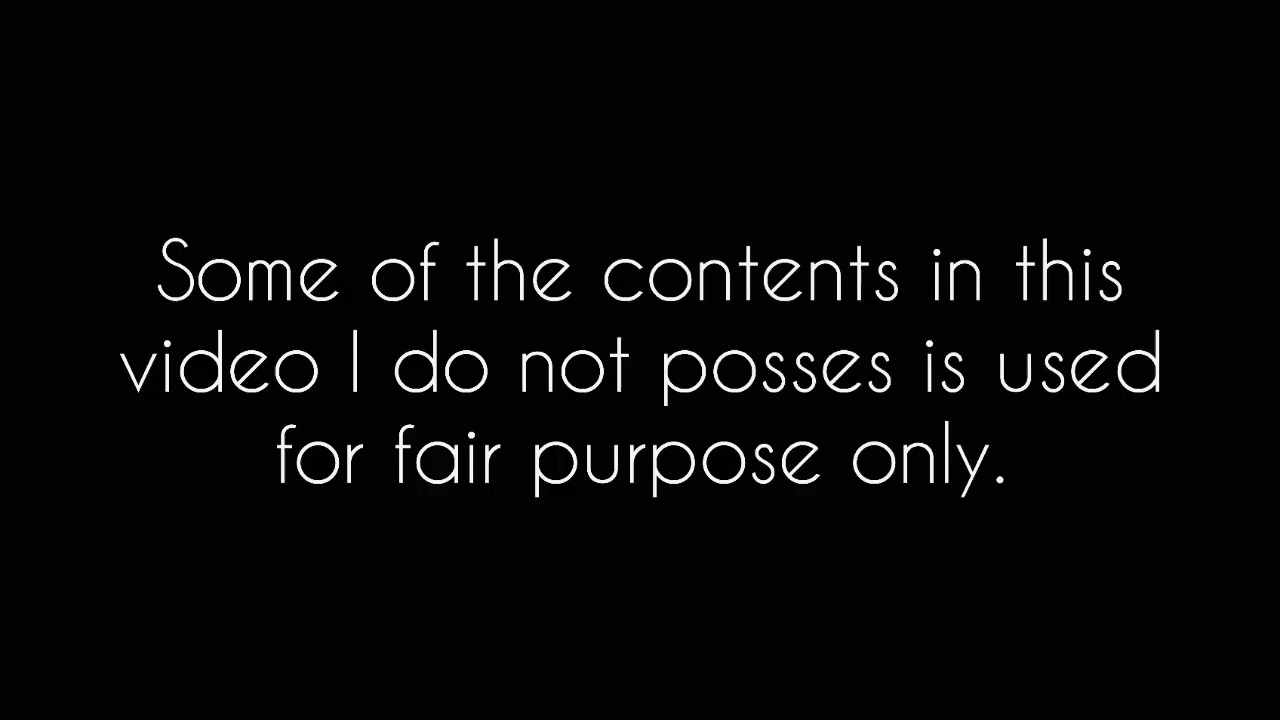 Some of the contents in this
video I do not posses is used
for fair purpose only.